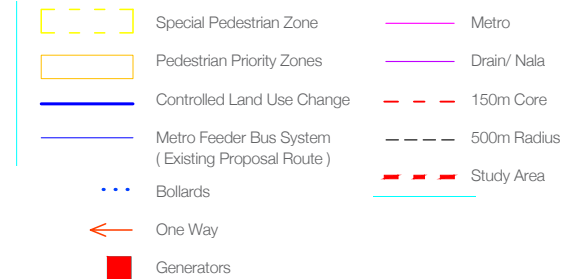 Special Pedestrian Zone
Pedestrian Priority Zones
Controlled Land Use Change
Metro Feeder Bus System
( Existing Proposal Route )
Bollards
One Way
Generators
Metro
Drain/ Nala
150m Core
500m Radius
Study Area